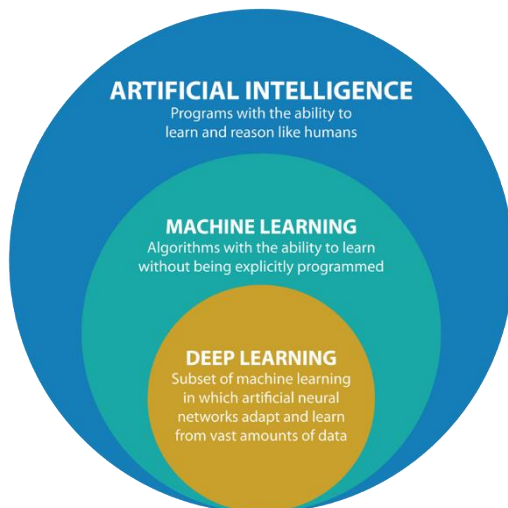 ARTIFICIAL INTELLIGENCE
Programs with the ability to
learn and reason like humans
MACHINE LEARNING
Algorithms with the ability to learn
without being explicitly programmed
DEEP LEARNING
Subset of machine learning
in which artificial neural
networks adapt and learn
from vast amounts of data